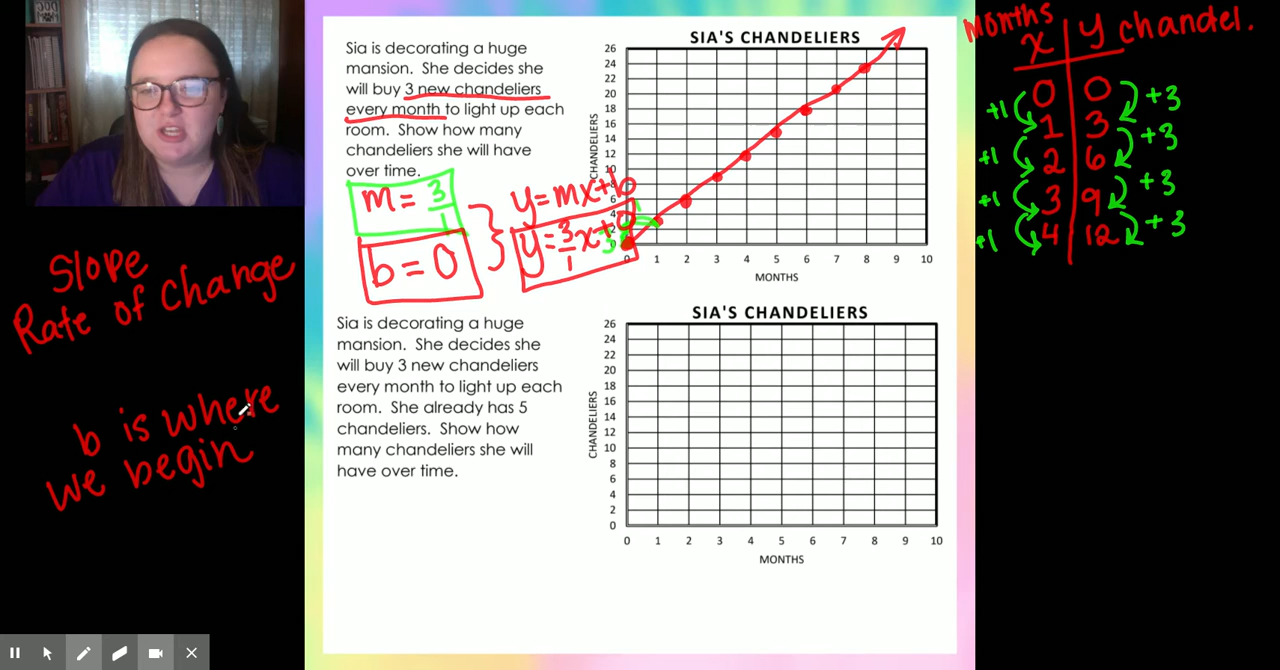 Sia is decorating a huge
mansion. She decides she
will buy 3 new chandeliers
every month to light up each
room. Show how many
chandeliers she will have
over time.
m = 3/1
b = 0
y = mx + b
y = 3/1 x + 0
SIA'S CHANDELIERS
CHANDELIERS
26
24
22
20
18
16
14
12
10
8
6
4
2
0
0 1 2 3 4 5 6 7 8 9 10
MONTHS
Months chandel.
x y
0 0
1 3
2 6
3 9
4 12
+1 +3
+1 +3
+1 +3
+1 +3
Slope
Rate of Change
b is where
we begin
Sia is decorating a huge
mansion. She decides she
will buy 3 new chandeliers
every month to light up each
room. She already has 5
chandeliers. Show how
many chandeliers she will
have over time.
SIA'S CHANDELIERS
CHANDELIERS
26
24
22
20
18
16
14
12
10
8
6
4
2
0
0 1 2 3 4 5 6 7 8 9 10
MONTHS